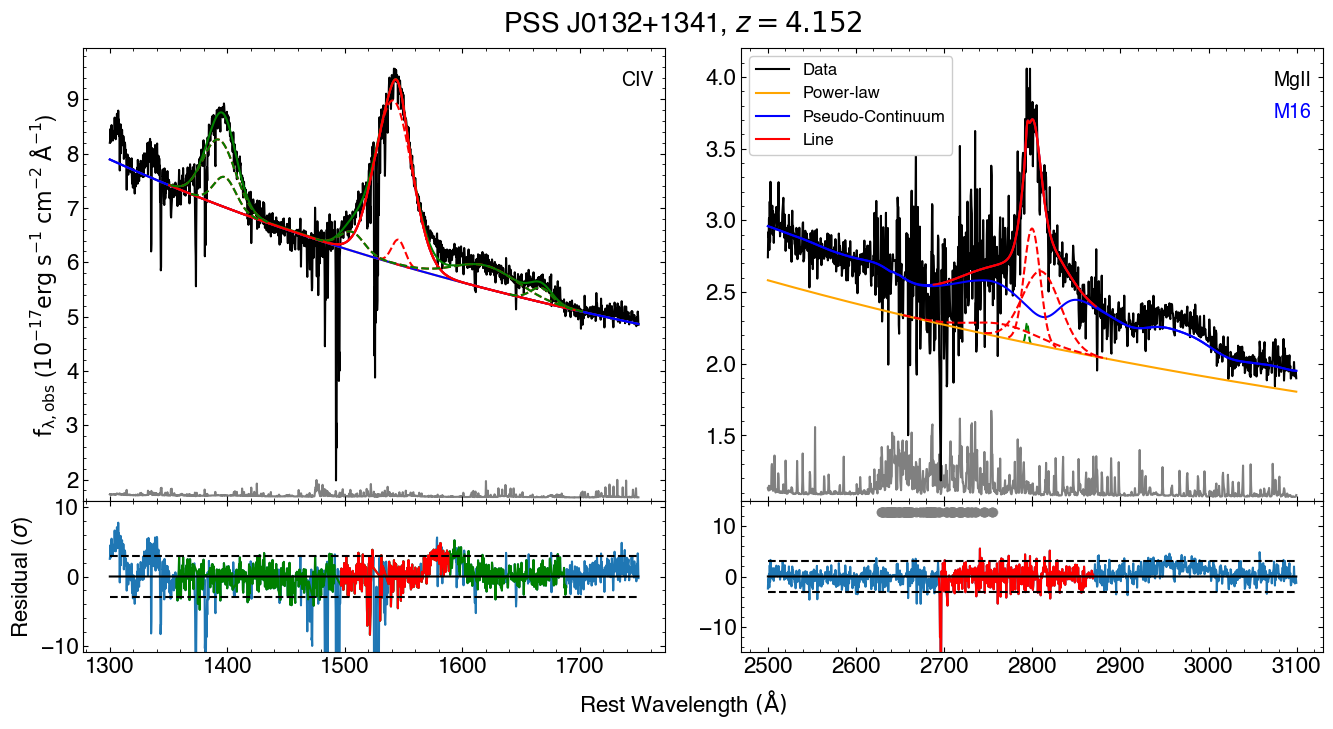 PSS J0132+1341, z = 4.152
CIV
9
8
7
6
5
4
3
2
f_{λ, obs} (10^{−17}erg s^{−1} cm^{−2} Å^{−1})
Data
Power-law
Pseudo-Continuum
Line
MgII
M16
4.0
3.5
3.0
2.5
2.0
1.5
10
0
−10
Residual (σ)
1300 1400 1500 1600 1700
10
0
−10
2500 2600 2700 2800 2900 3000 3100
Rest Wavelength (Å)